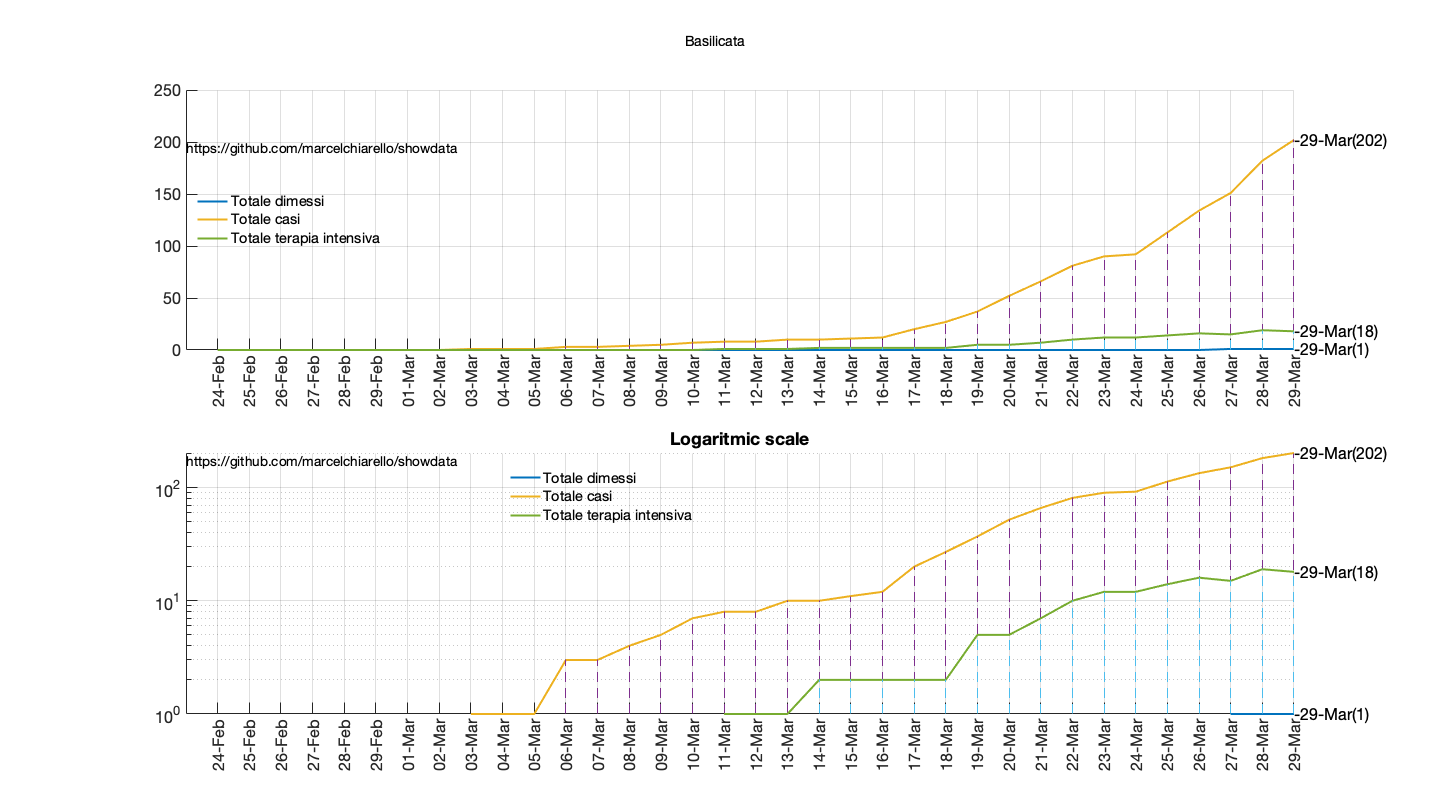 Basilicata
250
200
150
100
50
0
https://github.com/marcelchiarello/showdata
Totale dimessi
Totale casi
Totale terapia intensiva
-29-Mar(202)
-29-Mar(18)
-29-Mar(1)
24-Feb
25-Feb
26-Feb
27-Feb
28-Feb
29-Feb
01-Mar
02-Mar
03-Mar
04-Mar
05-Mar
06-Mar
07-Mar
08-Mar
09-Mar
10-Mar
11-Mar
12-Mar
13-Mar
14-Mar
15-Mar
16-Mar
17-Mar
18-Mar
19-Mar
20-Mar
21-Mar
22-Mar
23-Mar
24-Mar
25-Mar
26-Mar
27-Mar
28-Mar
29-Mar
Logaritmic scale
https://github.com/marcelchiarello/showdata
Totale dimessi
Totale casi
Totale terapia intensiva
10²
10¹
10⁰
-29-Mar(202)
-29-Mar(18)
-29-Mar(1)
24-Feb
25-Feb
26-Feb
27-Feb
28-Feb
29-Feb
01-Mar
02-Mar
03-Mar
04-Mar
05-Mar
06-Mar
07-Mar
08-Mar
09-Mar
10-Mar
11-Mar
12-Mar
13-Mar
14-Mar
15-Mar
16-Mar
17-Mar
18-Mar
19-Mar
20-Mar
21-Mar
22-Mar
23-Mar
24-Mar
25-Mar
26-Mar
27-Mar
28-Mar
29-Mar